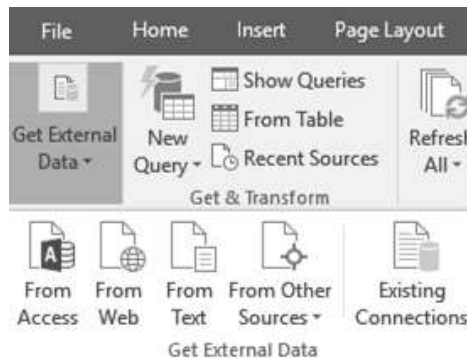 File Home Insert Page Layout
Show Queries
Get External Data
New Query
From Table
Recent Sources
Refresh
All
Get & Transform
From Access
From Web
From Text
From Other Sources
Existing Connections
Get External Data